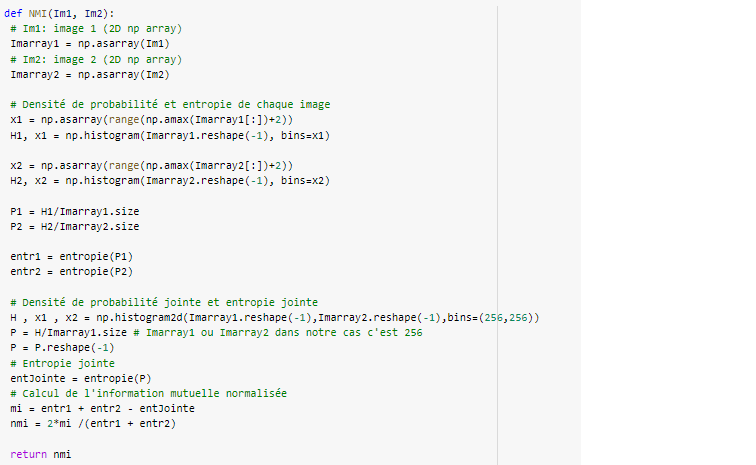 def NMI(Im1, Im2):
# Im1: image 1 (2D np array)
Imarray1 = np.asarray(Im1)
# Im2: image 2 (2D np array)
Imarray2 = np.asarray(Im2)
# Densité de probabilité et entropie de chaque image
x1 = np.asarray(range(np.amax(Imarray1[:])+2))
H1, x1 = np.histogram(Imarray1.reshape(-1), bins=x1)
x2 = np.asarray(range(np.amax(Imarray2[:])+2))
H2, x2 = np.histogram(Imarray2.reshape(-1), bins=x2)
P1 = H1/Imarray1.size
P2 = H2/Imarray2.size
entr1 = entropie(P1)
entr2 = entropie(P2)
# Densité de probabilité jointe et entropie jointe
H , x1 , x2 = np.histogram2d(Imarray1.reshape(-1),Imarray2.reshape(-1),bins=(256,256))
P = H/Imarray1.size # Imarray1 ou Imarray2 dans notre cas c'est 256
P = P.reshape(-1)
# Entropie jointe
entJointe = entropie(P)
# Calcul de l'information mutuelle normalisée
mi = entr1 + entr2 - entJointe
nmi = 2*mi /(entr1 + entr2)
return nmi